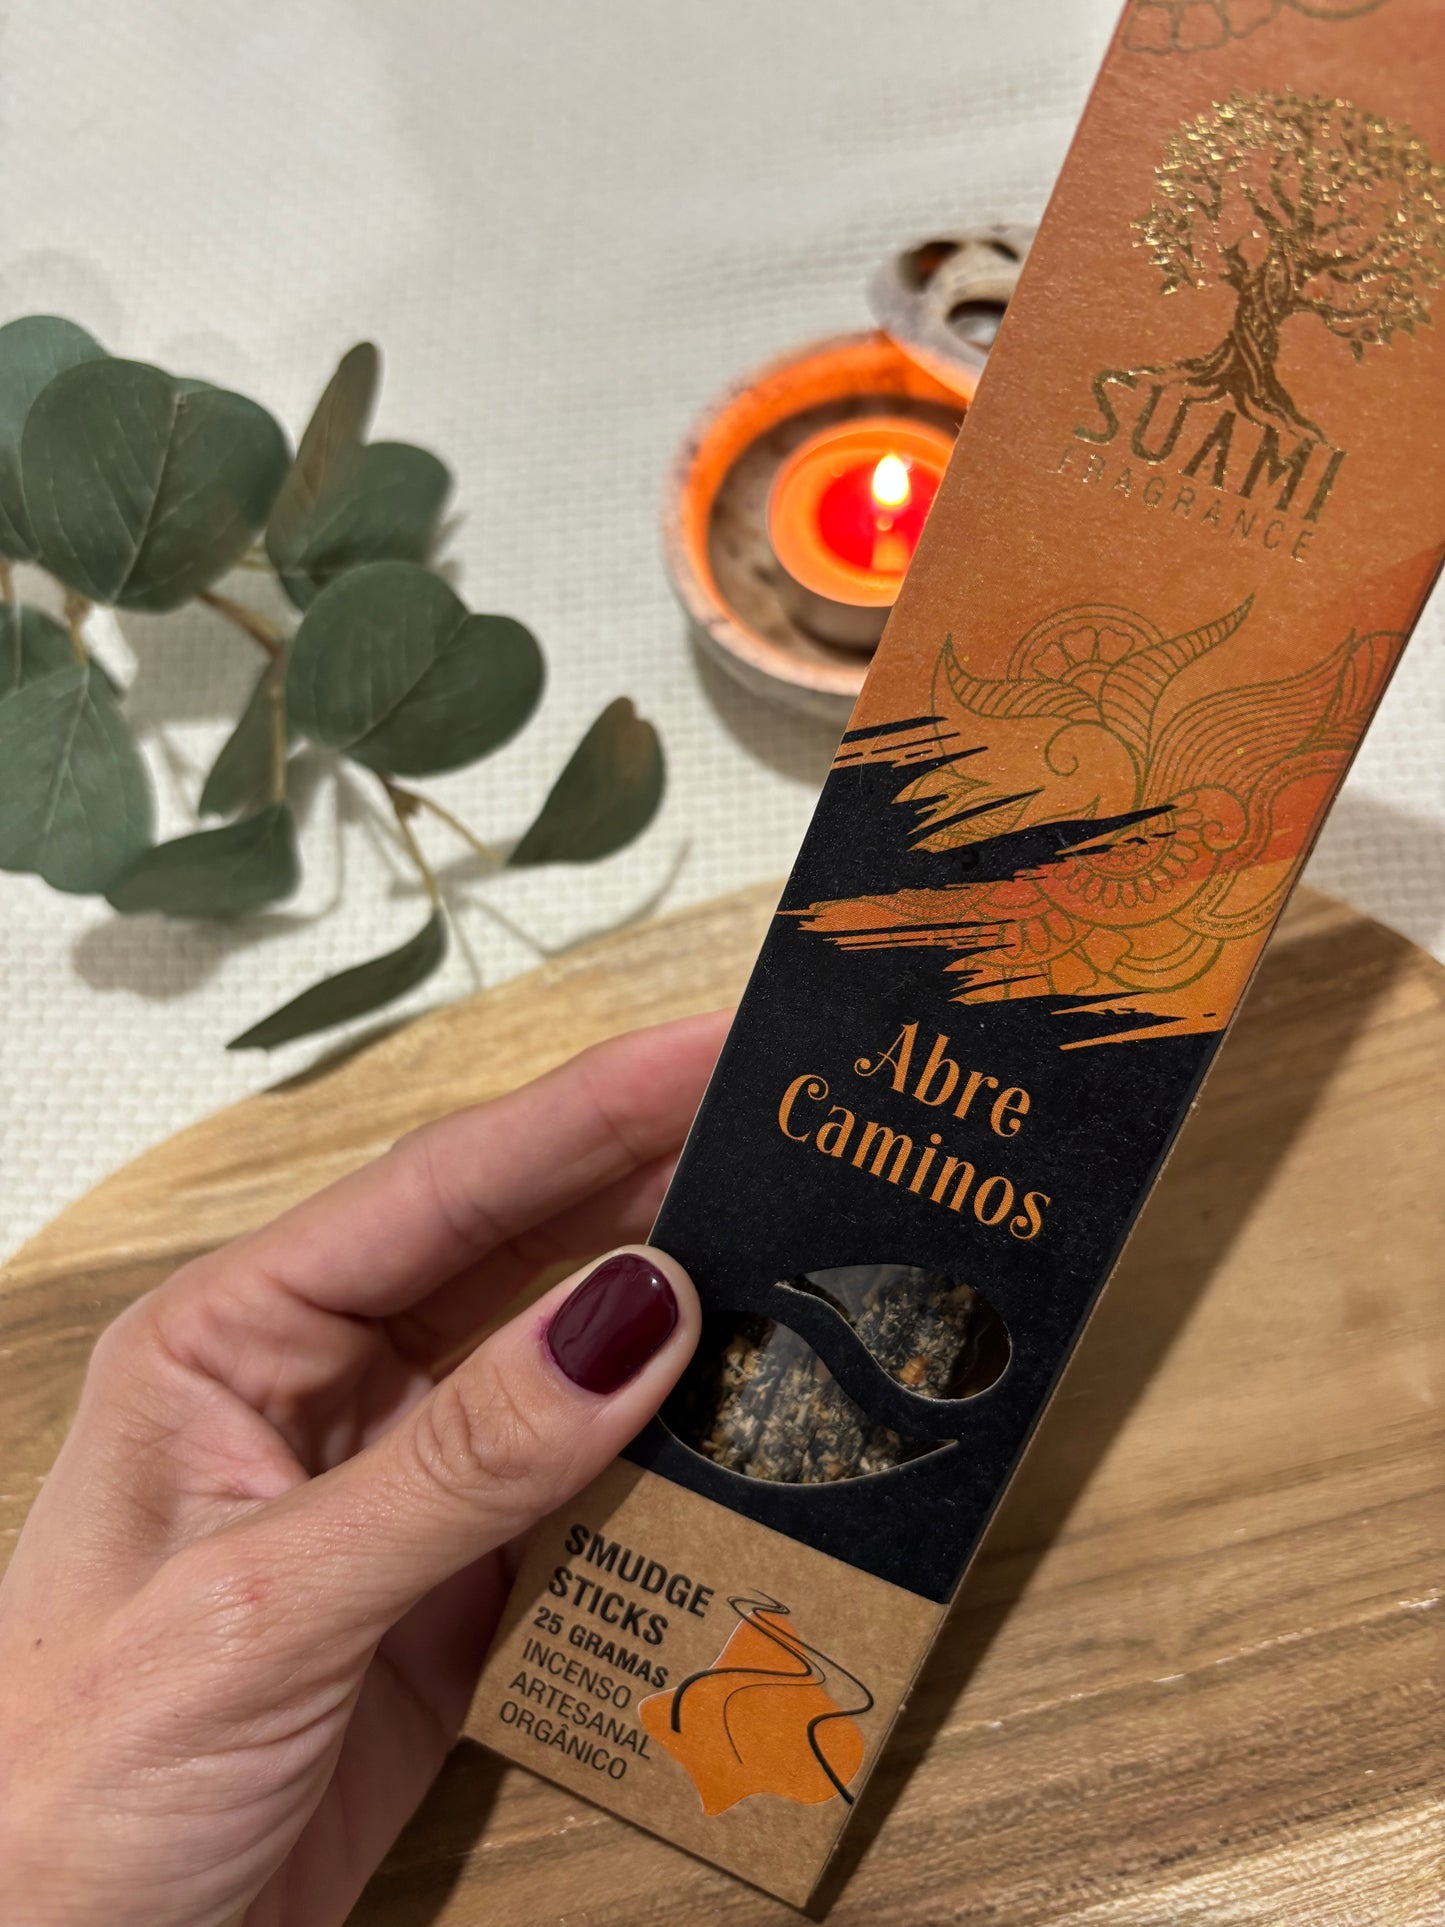 SUAMI
FRAGRANCE
Abre
Caminos
SMUDGE
STICKS
25 GRAMAS
INCENSO
ARTESANAL
ORGÂNICO